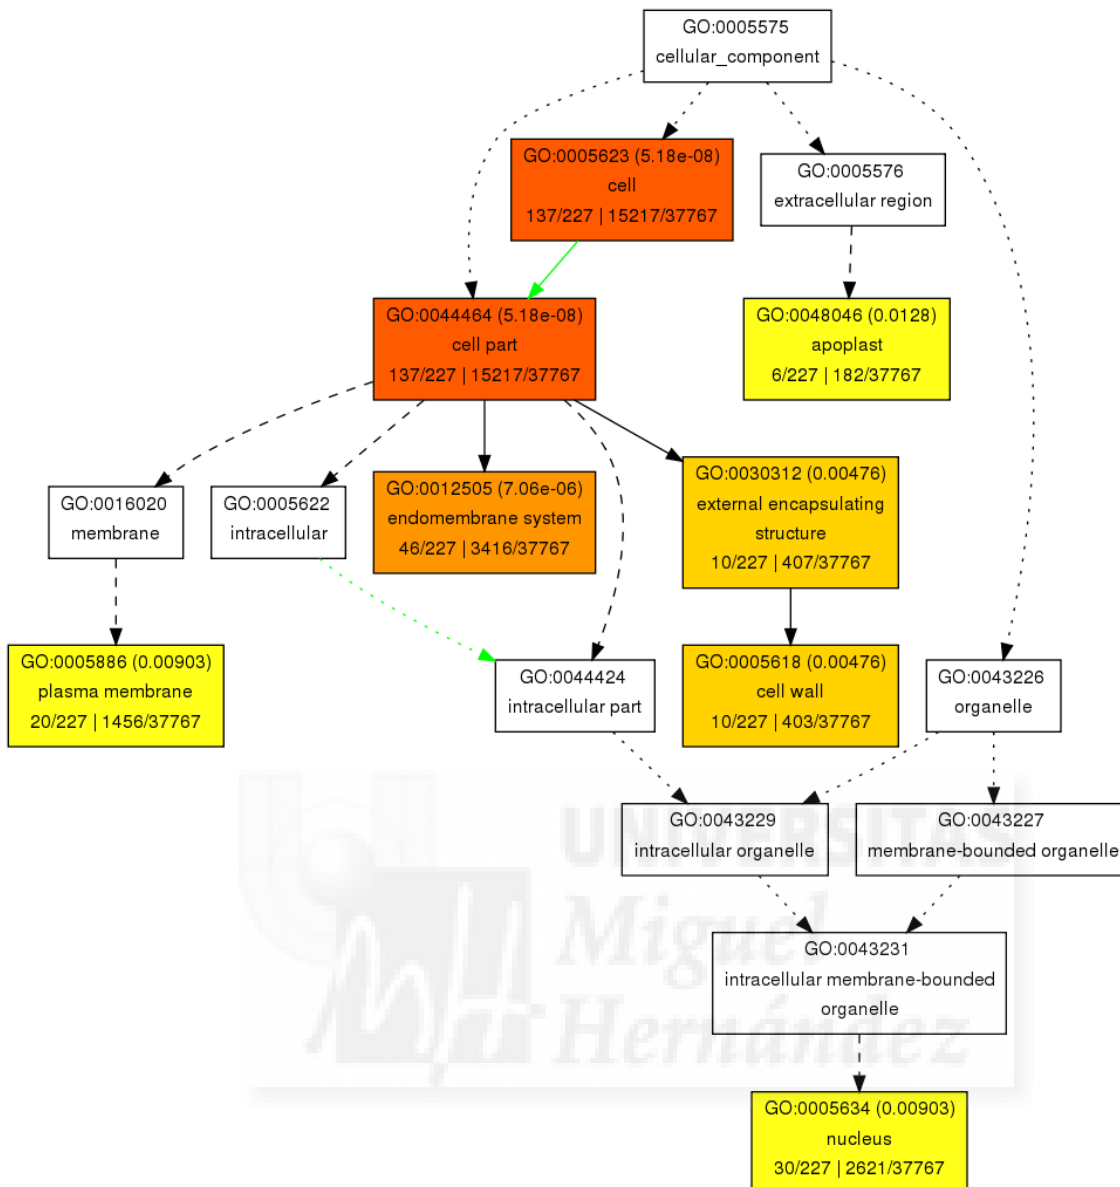 GO:0005575
cellular_component
GO:0005623 (5.18e-08)
cell
137/227 | 15217/37767
GO:0005576
extracellular region
GO:0044464 (5.18e-08)
cell part
137/227 | 15217/37767
GO:0048046 (0.0128)
apoplast
6/227 | 182/37767
GO:0016020
membrane
GO:0005622
intracellular
GO:0012505 (7.06e-06)
endomembrane system
46/227 | 3416/37767
GO:0030312 (0.00476)
external encapsulating
structure
10/227 | 407/37767
GO:0005886 (0.00903)
plasma membrane
20/227 | 1456/37767
GO:0044424
intracellular part
GO:0005618 (0.00476)
cell wall
10/227 | 403/37767
GO:0043226
organelle
GO:0043229
intracellular organelle
GO:0043227
membrane-bounded organelle
GO:0043231
intracellular membrane-bounded
organelle
GO:0005634 (0.00903)
nucleus
30/227 | 2621/37767
UNIVERSITAS
Miguel
Hernández